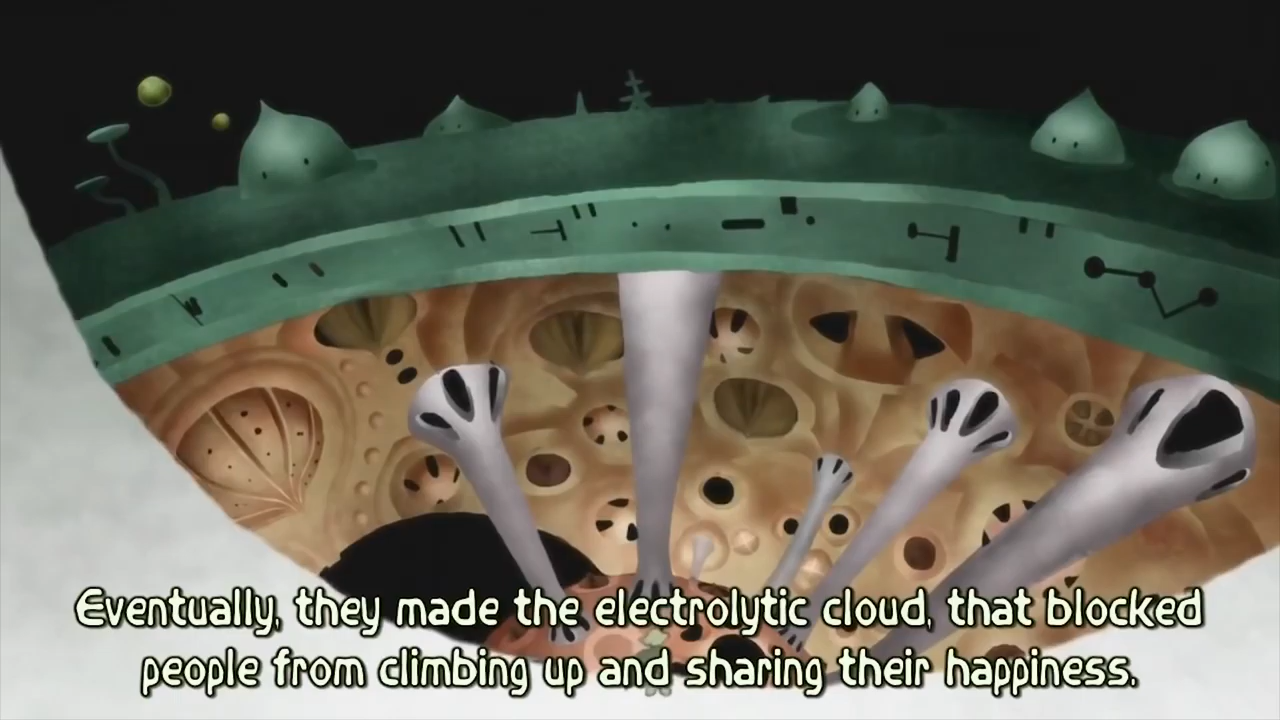 Eventually, they made the electrolytic cloud, that blocked
people from climbing up and sharing their happiness.